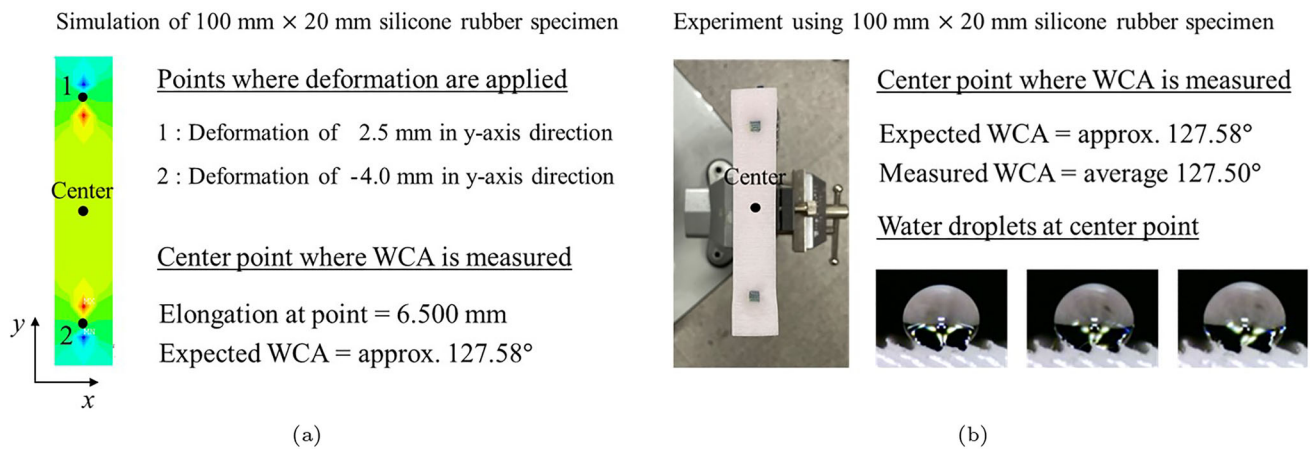 Simulation of 100 mm × 20 mm silicone rubber specimen
1
Center
2
y
x
Points where deformation are applied
1 : Deformation of 2.5 mm in y-axis direction
2 : Deformation of -4.0 mm in y-axis direction
Center point where WCA is measured
Elongation at point = 6.500 mm
Expected WCA = approx. 127.58°
(a)
Experiment using 100 mm × 20 mm silicone rubber specimen
Center
Center point where WCA is measured
Expected WCA = approx. 127.58°
Measured WCA = average 127.50°
Water droplets at center point
(b)